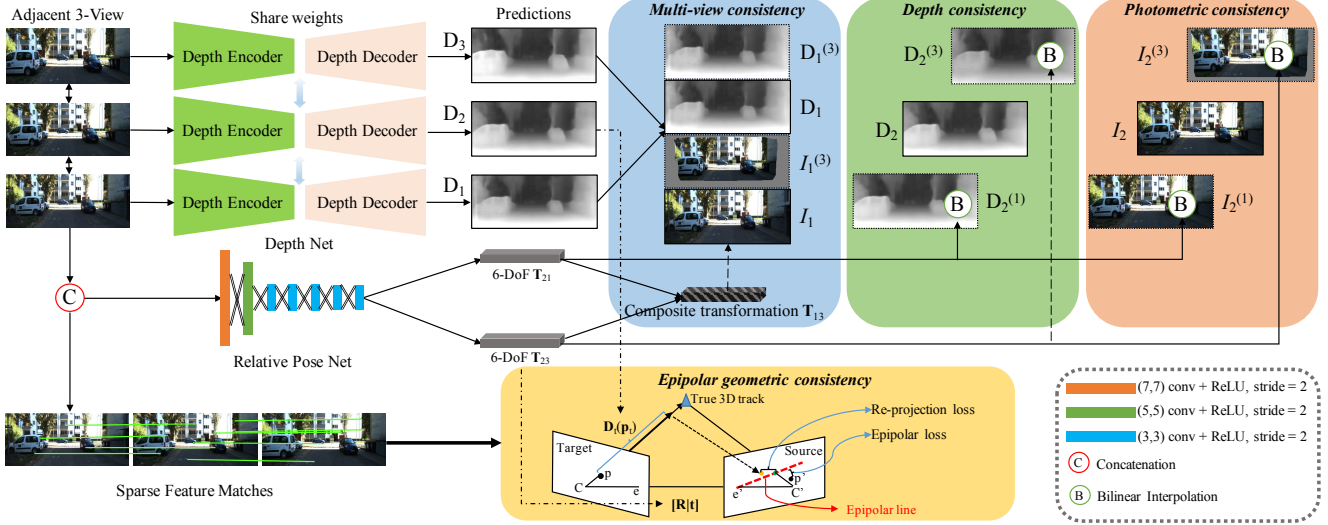 Adjacent 3-View
Share weights
Predictions
Multi-view consistency
Depth consistency
Photometric consistency
Depth Encoder
Depth Decoder
D3
D1(3)
D2(3)
B
I2(3)
B
Depth Encoder
Depth Decoder
D2
D1
D2
I2
I1(3)
Depth Encoder
Depth Decoder
D1
I1
B
D2(1)
B
I2(1)
Depth Net
6-DoF T21
C
Composite transformation T13
Relative Pose Net
6-DoF T23
Epipolar geometric consistency
True 3D track
Re-projection loss
Epipolar loss
Dt(pt)
Target
Source
p
C
e
p'
e'
C'
[R|t]
Epipolar line
Sparse Feature Matches
(7,7) conv + ReLU, stride = 2
(5,5) conv + ReLU, stride = 2
(3,3) conv + ReLU, stride = 2
C Concatenation
B Bilinear Interpolation